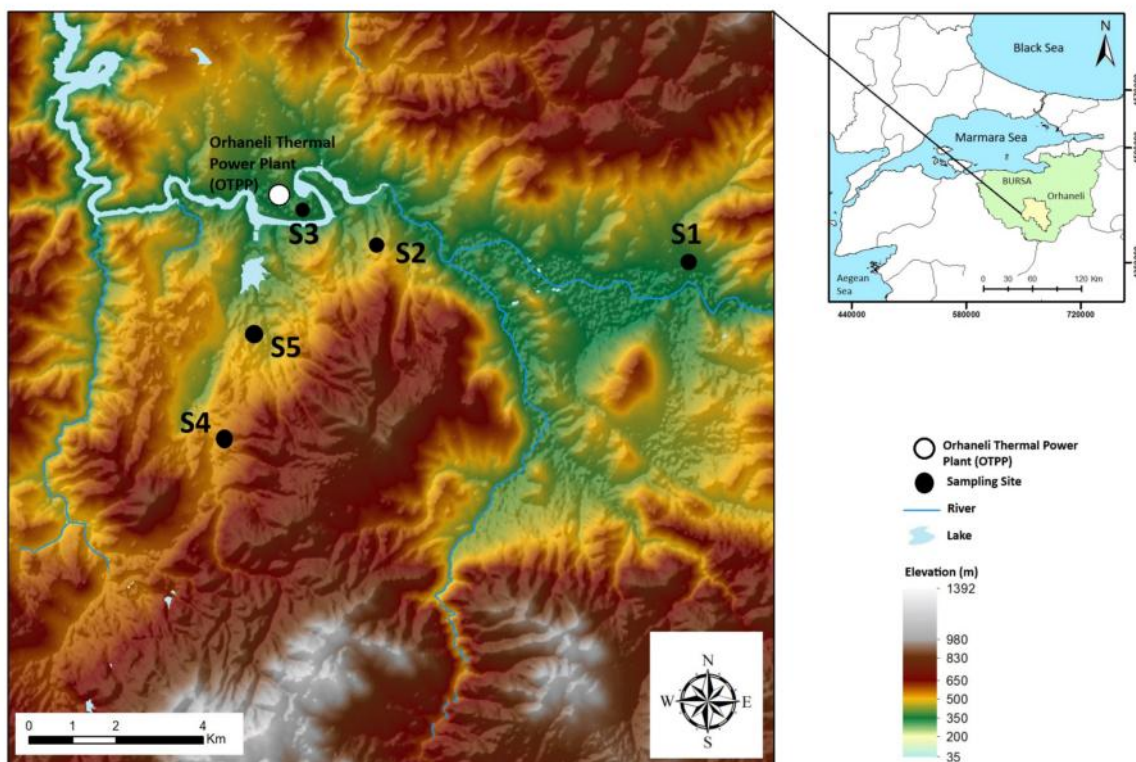 Orhaneli Thermal
Power Plant
(OTPP)
S3
S2
S1
S5
S4
0 1 2 4
Km
N
W E
S
N
Black Sea
Marmara Sea
BURSA
Orhaneli
Aegean
Sea
0 30 60 120 Km
440000 580000 720000
Orhaneli Thermal Power
Plant (OTPP)
Sampling Site
River
Lake
Elevation (m)
1392
980
830
650
500
350
200
35